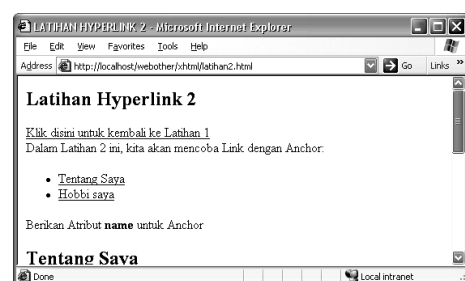 LATIHAN HYPERLINK 2 - Microsoft Internet Explorer
File Edit View Favorites Tools Help
Address http://localhost/webother/xhtml/latihan2.html Go Links »
Latihan Hyperlink 2
Klik disini untuk kembali ke Latihan 1
Dalam Latihan 2 ini, kita akan mencoba Link dengan Anchor:
• Tentang Saya
• Hobbi saya
Berikan Atribut name untuk Anchor
Tentang Saya
Done Local intranet